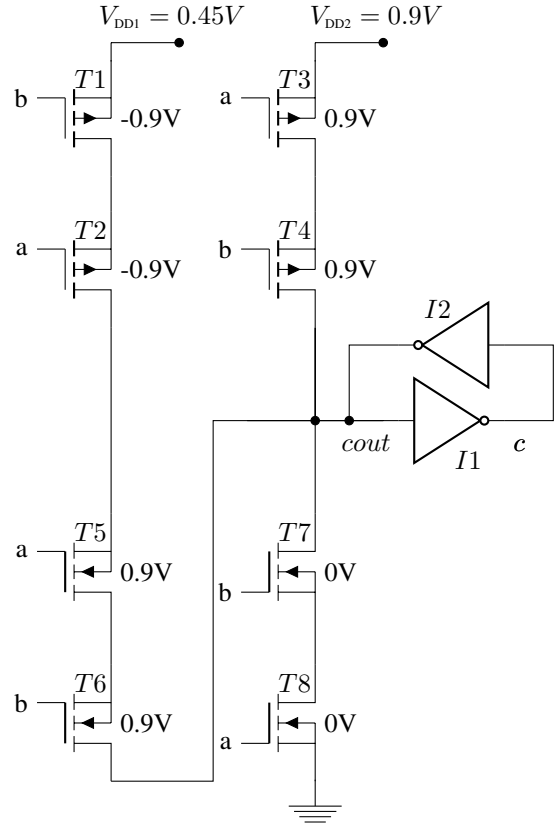 V_DD1 = 0.45V V_DD2 = 0.9V
T1 T3
b a
-0.9V 0.9V
T2 T4
a b
-0.9V 0.9V
I2
cout I1 c
T5 T7
a
0.9V 0V
b
T6 T8
b
0.9V 0V
a